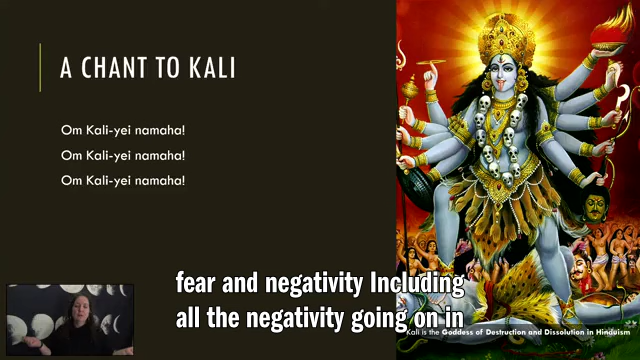 A CHANT TO KALI
Om Kali-yei namaha!
Om Kali-yei namaha!
Om Kali-yei namaha!
fear and negativity Including
all the negativity going on in
Kali is the Goddess of Destruction and Dissolution in Hinduism